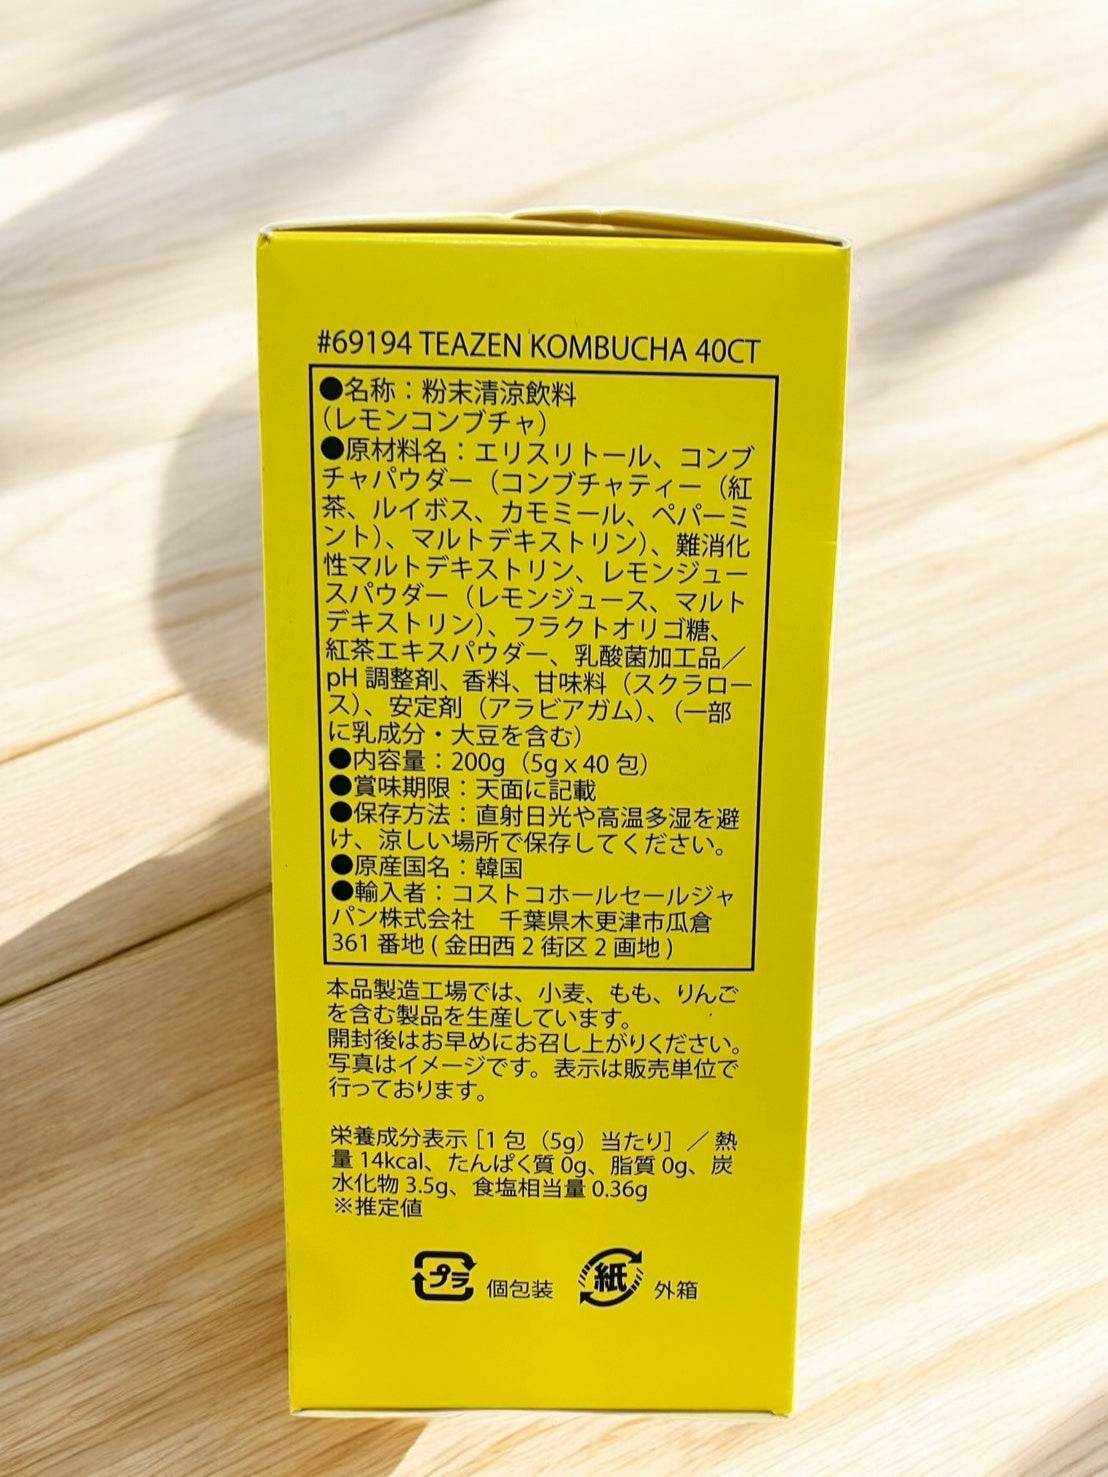 #69194 TEAZEN KOMBUCHA 40CT
●名称：粉末清涼飲料
（レモンコンブチャ）
●原材料名：エリスリトール、コンブ
チャパウダー（コンブチャティー（紅
茶、ルイボス、カモミール、ペパーミ
ント）、マルトデキストリン）、難消化
性マルトデキストリン、レモンジュー
スパウダー（レモンジュース、マルト
デキストリン）、フラクトオリゴ糖、
紅茶エキスパウダー、乳酸菌加工品／
pH 調整剤、香料、甘味料（スクラロー
ス）、安定剤（アラビアガム）、（一部
に乳成分・大豆を含む）
●内容量：200g（5g x 40 包）
●賞味期限：天面に記載
●保存方法：直射日光や高温多湿を避
け、涼しい場所で保存してください。
●原産国名：韓国
●輸入者：コストコホールセールジャ
パン株式会社　千葉県木更津市瓜倉
361 番地 ( 金田西 2 街区 2 画地 )
本品製造工場では、小麦、もも、りんご
を含む製品を生産しています。
開封後はお早めにお召し上がりください。
写真はイメージです。表示は販売単位で
行っております。
栄養成分表示［1 包（5g）当たり］／熱
量 14kcal、たんぱく質 0g、脂質 0g、炭
水化物 3.5g、食塩相当量 0.36g
※推定値
プラ 個包装 紙 外箱